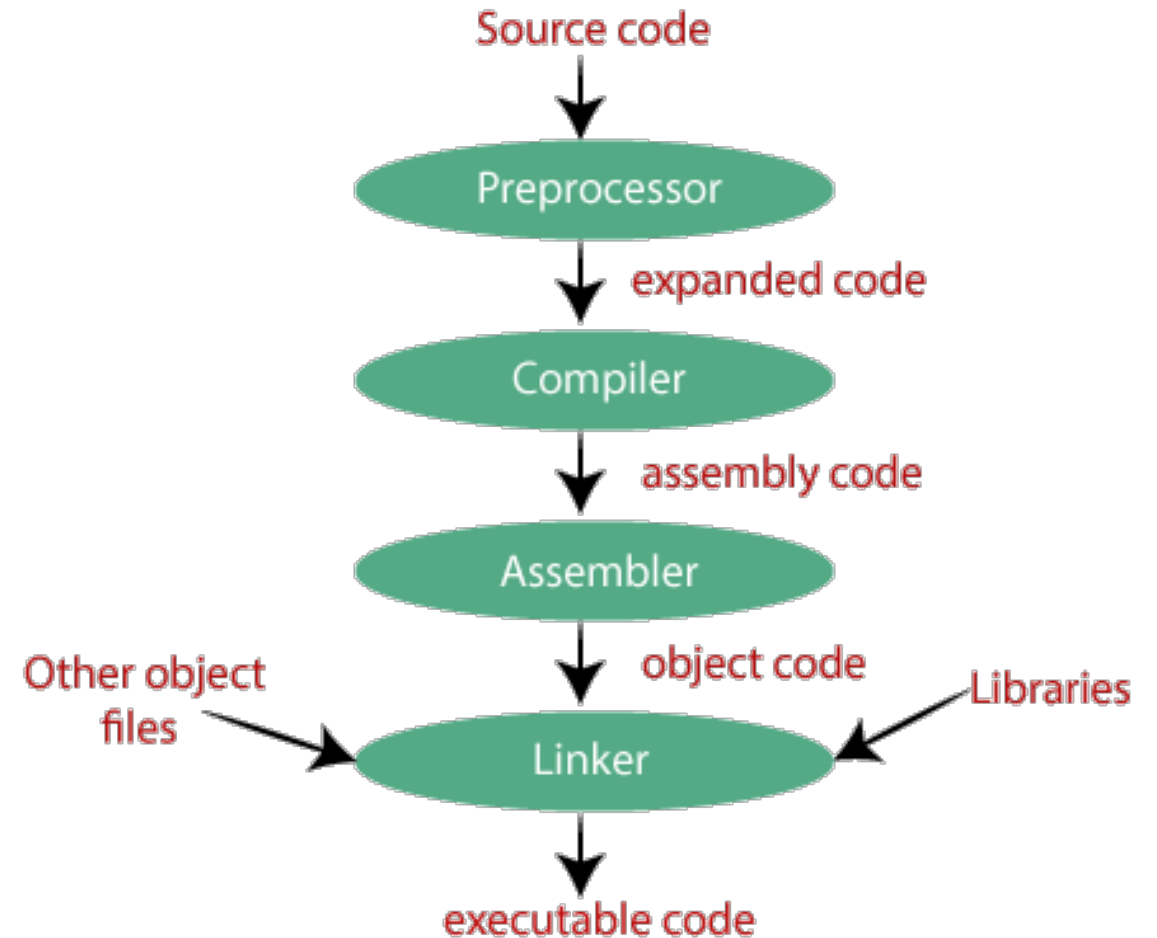 Source code
Preprocessor
expanded code
Compiler
assembly code
Assembler
object code
Other object
files
Libraries
Linker
executable code